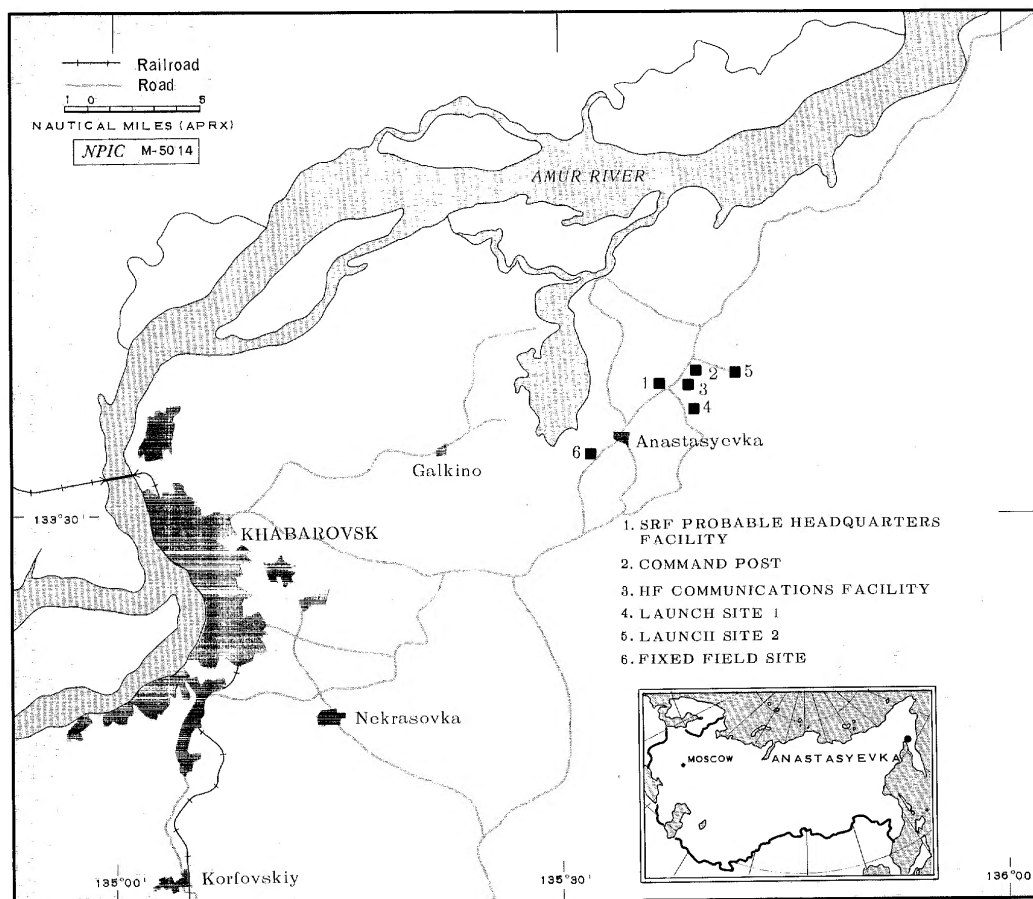 Railroad
Road
1 0 5
NAUTICAL MILES (APRX)
NPIC M-5014
AMUR RIVER
1
2
3
4
5
6
Anastasyevka
Galkino
133°30'
KHABAROVSK
1. SRF PROBABLE HEADQUARTERS
FACILITY
2. COMMAND POST
3. HF COMMUNICATIONS FACILITY
4. LAUNCH SITE 1
5. LAUNCH SITE 2
6. FIXED FIELD SITE
Nekrasovka
MOSCOW
ANASTASYEVKA
Korfovskiy
135°00'
135°30'
136°00'